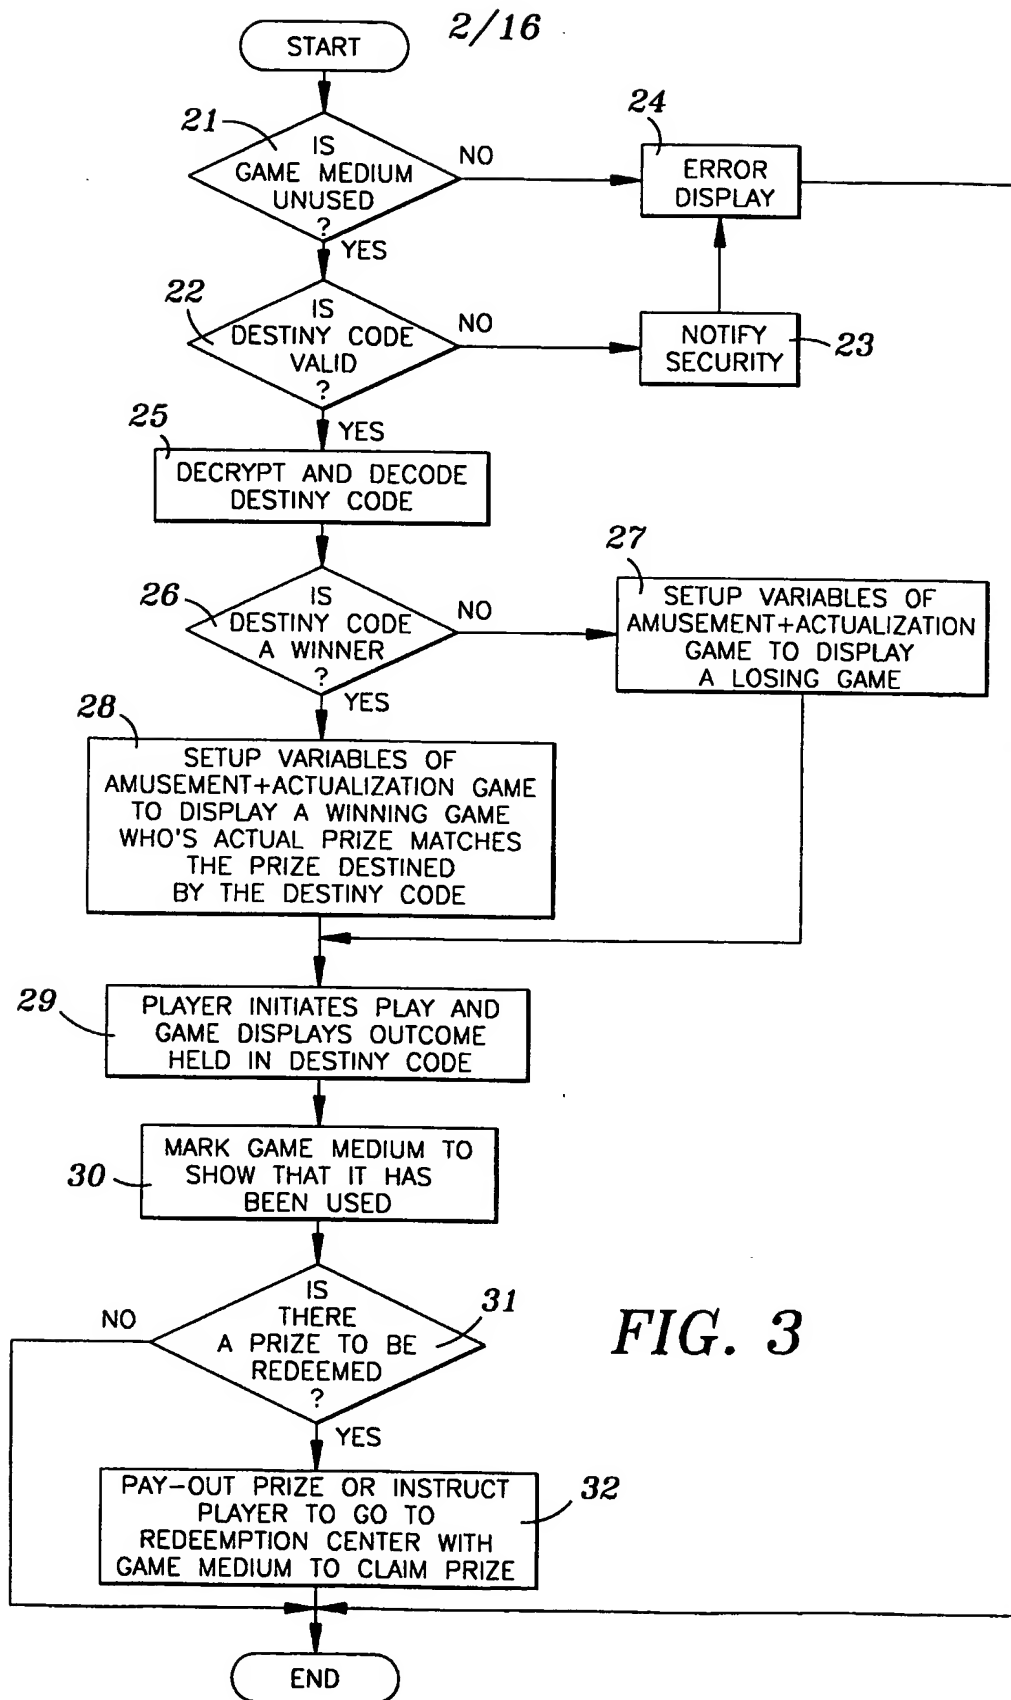 2/16
START
21
IS
GAME MEDIUM
UNUSED
?
NO
YES
24
ERROR
DISPLAY
22
IS
DESTINY CODE
VALID
?
NO
YES
NOTIFY
SECURITY
23
25
DECRYPT AND DECODE
DESTINY CODE
26
IS
DESTINY CODE
A WINNER
?
NO
YES
27
SETUP VARIABLES OF
AMUSEMENT+ACTUALIZATION
GAME TO DISPLAY
A LOSING GAME
28
SETUP VARIABLES OF
AMUSEMENT+ACTUALIZATION GAME
TO DISPLAY A WINNING GAME
WHO'S ACTUAL PRIZE MATCHES
THE PRIZE DESTINED
BY THE DESTINY CODE
29
PLAYER INITIATES PLAY AND
GAME DISPLAYS OUTCOME
HELD IN DESTINY CODE
30
MARK GAME MEDIUM TO
SHOW THAT IT HAS
BEEN USED
31
IS
THERE
A PRIZE TO BE
REDEEMED
?
NO
YES
FIG. 3
32
PAY-OUT PRIZE OR INSTRUCT
PLAYER TO GO TO
REDEMPTION CENTER WITH
GAME MEDIUM TO CLAIM PRIZE
END